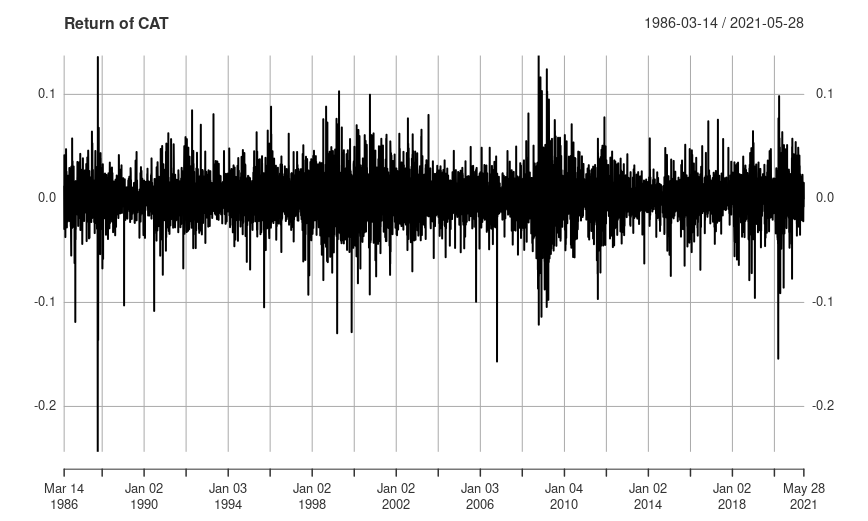 Return of CAT 1986-03-14 / 2021-05-28
0.1 0.1
0.0 0.0
-0.1 -0.1
-0.2 -0.2
Mar 14 Jan 02 Jan 03 Jan 02 Jan 02 Jan 03 Jan 04 Jan 02 Jan 02 May 28
1986 1990 1994 1998 2002 2006 2010 2014 2018 2021